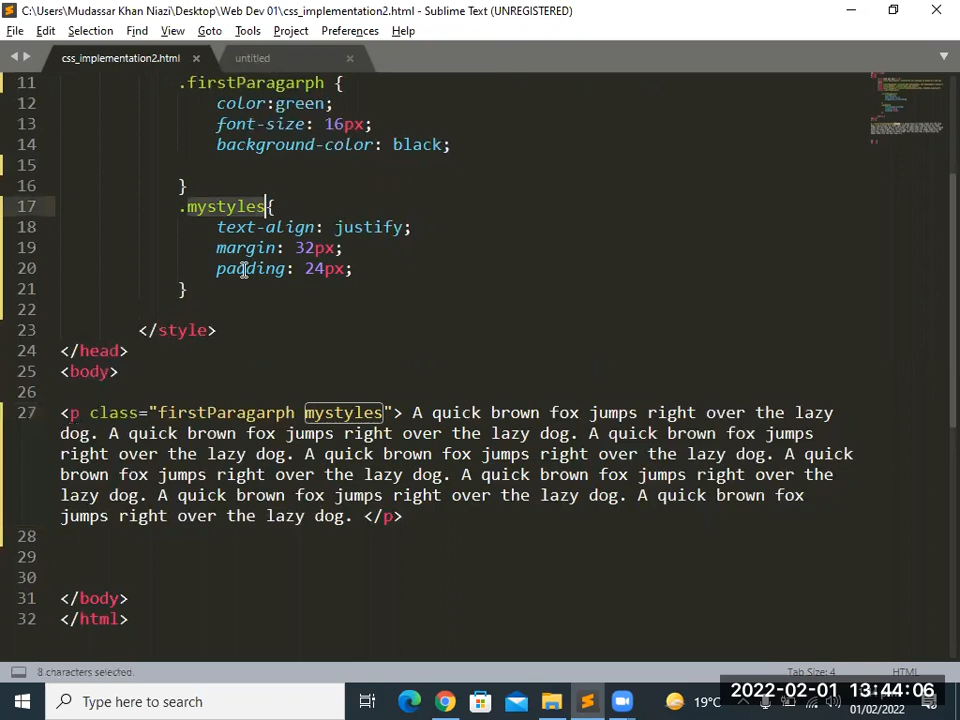 C:\Users\Mudassar Khan Niazi\Desktop\Web Dev 01\css_implementation2.html - Sublime Text (UNREGISTERED)
File Edit Selection Find View Goto Tools Project Preferences Help
css_implementation2.html untitled
11 .firstParagarph {
12 color:green;
13 font-size: 16px;
14 background-color: black;
15
16 }
17 .mystyles{
18 text-align: justify;
19 margin: 32px;
20 padding: 24px;
21 }
22
23 </style>
24 </head>
25 <body>
26
27 <p class="firstParagarph mystyles"> A quick brown fox jumps right over the lazy
dog. A quick brown fox jumps right over the lazy dog. A quick brown fox jumps
right over the lazy dog. A quick brown fox jumps right over the lazy dog. A quick
brown fox jumps right over the lazy dog. A quick brown fox jumps right over the
lazy dog. A quick brown fox jumps right over the lazy dog. A quick brown fox
jumps right over the lazy dog. </p>
28
29
30
31 </body>
32 </html>
8 characters selected. Tab Size: 4 HTML
2022-02-01 13:44:06
Type here to search 19°C 01/02/2022